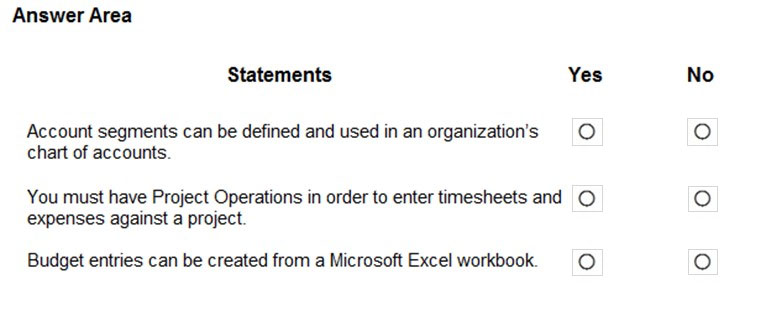 Answer Area
Statements Yes No
Account segments can be defined and used in an organization's
chart of accounts.
You must have Project Operations in order to enter timesheets and
expenses against a project.
Budget entries can be created from a Microsoft Excel workbook.